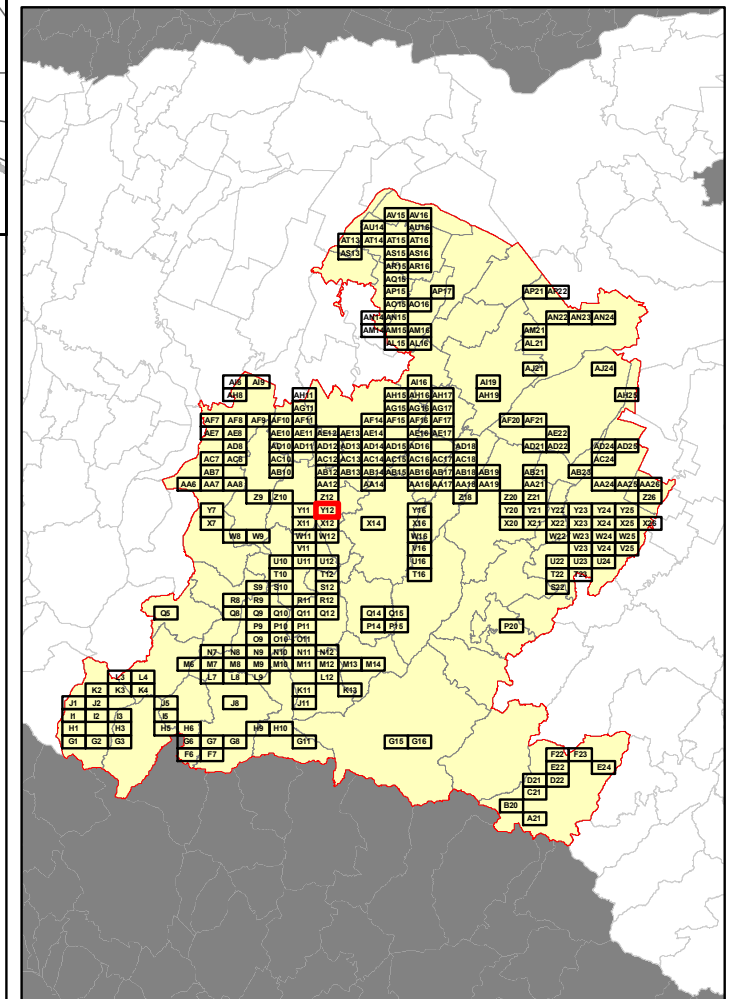 AV15 AV16
AU14 AU16
AT13 AT14 AT15 AT16
AS13 AS15 AS16
AR15 AR16
AQ15
AP15 AP17 AP21 AP22
AO15 AO16
AN14 AN15 AN22 AN23 AN24
AM14 AM15 AM16 AM21
AL15 AL16 AL21
AJ21 AJ24
AI8 AI9 AI16 AI19
AH8 AH11 AH15 AH16 AH17 AH19 AH25
AG11 AG15 AG16 AG17
AF7 AF8 AF9 AF10 AF11 AF14 AF15 AF16 AF17 AF20 AF21
AE7 AE8 AE10 AE11 AE12 AE13 AE14 AE16 AE17 AE22
AD8 AD10 AD11 AD12 AD13 AD14 AD15 AD16 AD18 AD21 AD22 AD24 AD25
AC7 AC8 AC10 AC12 AC13 AC14 AC15 AC16 AC17 AC18 AC24
AB7 AB10 AB12 AB13 AB14 AB15 AB16 AB17 AB18 AB19 AB21 AB23
AA6 AA7 AA8 AA12 AA14 AA16 AA17 AA18 AA19 AA21 AA24 AA25 AA26
Z9 Z10 Z12 Z18 Z20 Z21 Z26
Y7 Y11 Y12 Y16 Y20 Y21 Y22 Y23 Y24 Y25
X7 X11 X12 X14 X16 X20 X21 X22 X23 X24 X25 X26
W8 W9 W11 W12 W16 W22 W23 W24 W25
V11 V16 V23 V24 V25
U10 U11 U12 U16 U22 U23 U24
T10 T12 T16 T22 T23
S9 S10 S12 S22
R8 R9 R11 R12
Q5 Q8 Q9 Q10 Q11 Q12 Q14 Q15
P9 P10 P11 P14 P15 P20
O9 O10 O11
N7 N8 N9 N10 N11 N12
M6 M7 M8 M9 M10 M11 M12 M13 M14
L3 L4 L7 L8 L9 L12
K2 K3 K4 K11 K13
J1 J2 J5 J8 J11
I1 I2 I3 I5
H1 H3 H5 H6 H9 H10
G1 G2 G3 G6 G7 G8 G11 G15 G16
F6 F7 F22 F23
E22 E24
D21 D22
C21
B20
A21